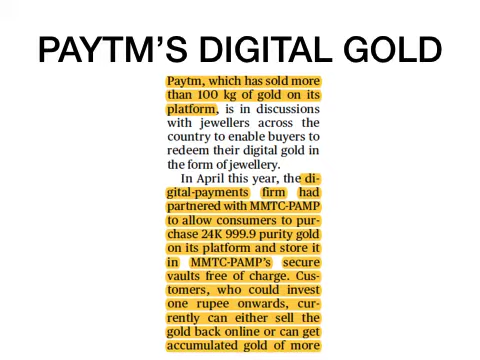 PAYTM'S DIGITAL GOLD
Paytm, which has sold more
than 100 kg of gold on its
platform, is in discussions
with jewellers across the
country to enable buyers to
redeem their digital gold in
the form of jewellery.
In April this year, the di-
gital-payments firm had
partnered with MMTC-PAMP
to allow consumers to pur-
chase 24K 999.9 purity gold
on its platform and store it
in MMTC-PAMP's secure
vaults free of charge. Cus-
tomers, who could invest
one rupee onwards, cur-
rently can either sell the
gold back online or can get
accumulated gold of more